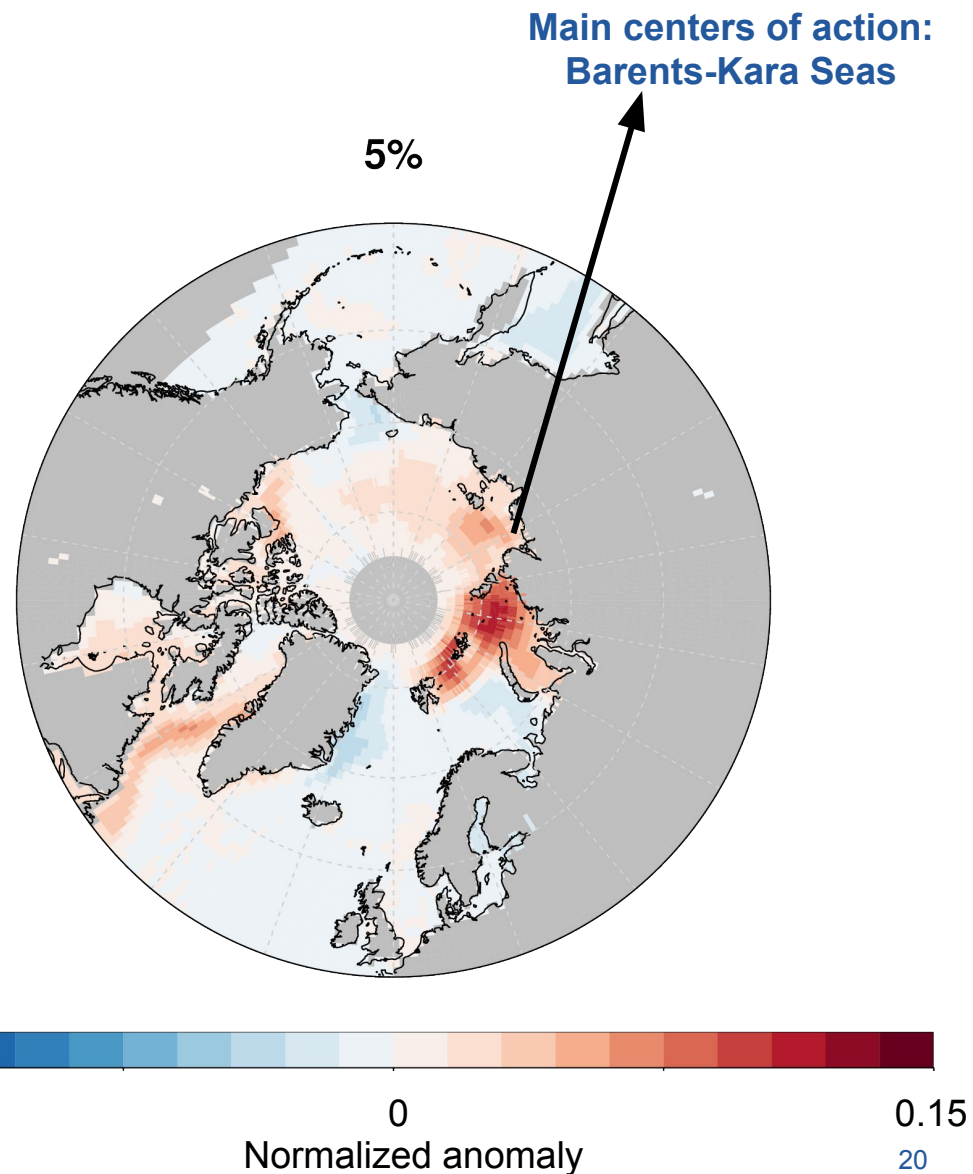 Main centers of action:
Barents-Kara Seas
5%
0
0.15
Normalized anomaly
20